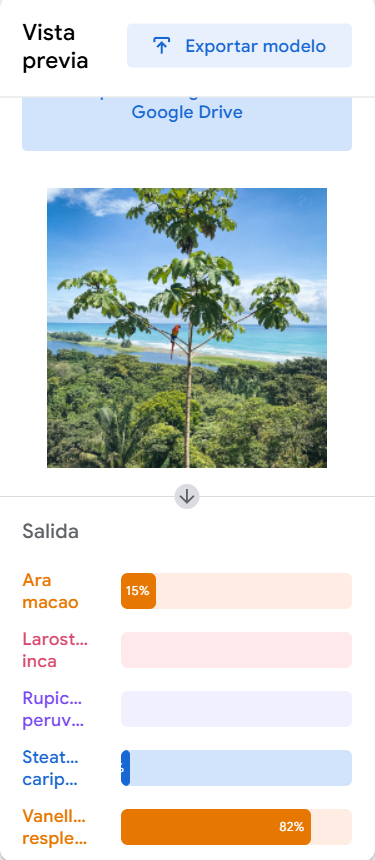 Vista
previa
Exportar modelo
Google Drive
Salida
Ara
macao
15%
Larost...
inca
Rupic...
peruv...
Steat...
carip...
Vanell...
resple...
82%